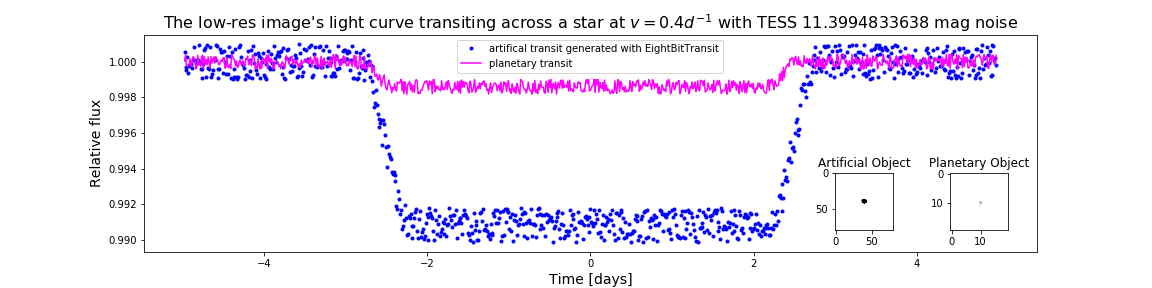 The low-res image's light curve transiting across a star at v = 0.4d⁻¹ with TESS 11.3994833638 mag noise
artifical transit generated with EightBitTransit
planetary transit
Relative flux
1.000
0.998
0.996
0.994
0.992
0.990
Artificial Object
0
50
0 50
Planetary Object
0
10
0 10
−4 −2 0 2 4
Time [days]